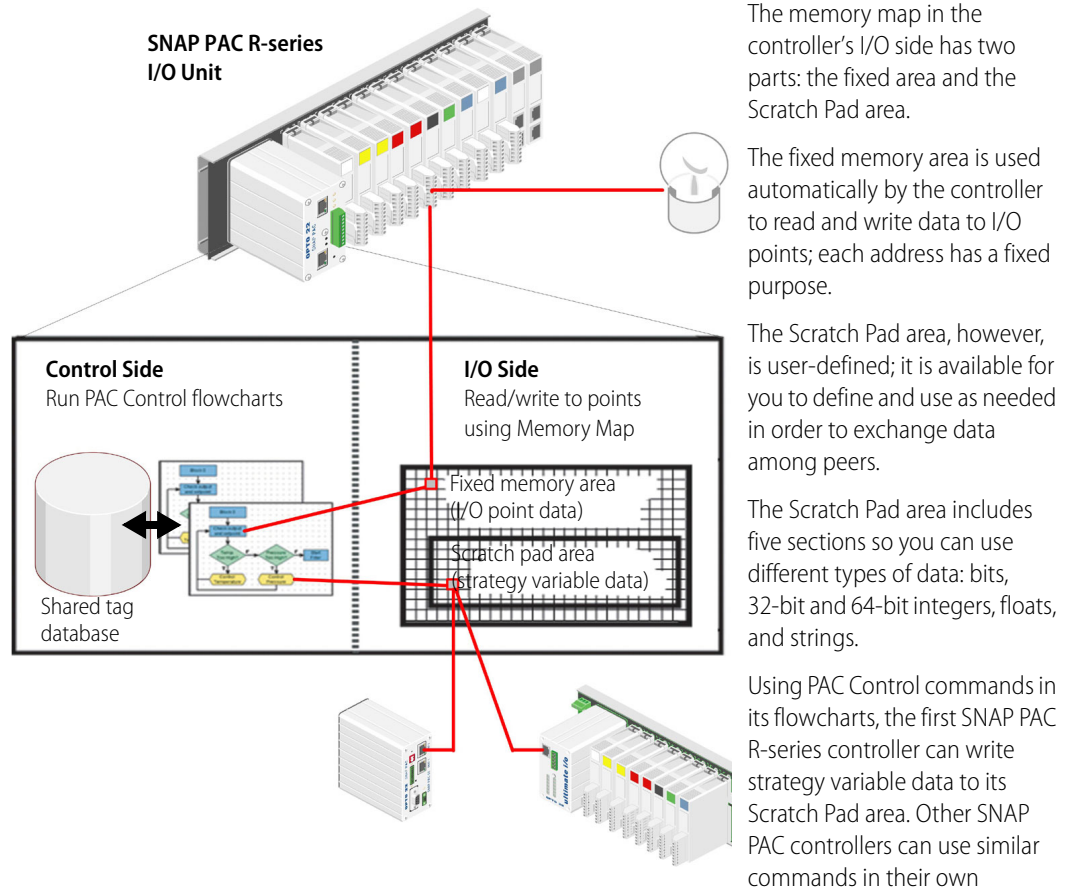 SNAP PAC R-series
I/O Unit
OPTO 22
SNAP PAC
Control Side
Run PAC Control flowcharts
I/O Side
Read/write to points
using Memory Map
Fixed memory area
(I/O point data)
Scratch pad area
(strategy variable data)
Shared tag
database
OPTO 22
ultimate i/o
The memory map in the
controller’s I/O side has two
parts: the fixed area and the
Scratch Pad area.
The fixed memory area is used
automatically by the controller
to read and write data to I/O
points; each address has a fixed
purpose.
The Scratch Pad area, however,
is user-defined; it is available for
you to define and use as needed
in order to exchange data
among peers.
The Scratch Pad area includes
five sections so you can use
different types of data: bits,
32-bit and 64-bit integers, floats,
and strings.
Using PAC Control commands in
its flowcharts, the first SNAP PAC
R-series controller can write
strategy variable data to its
Scratch Pad area. Other SNAP
PAC controllers can use similar
commands in their own